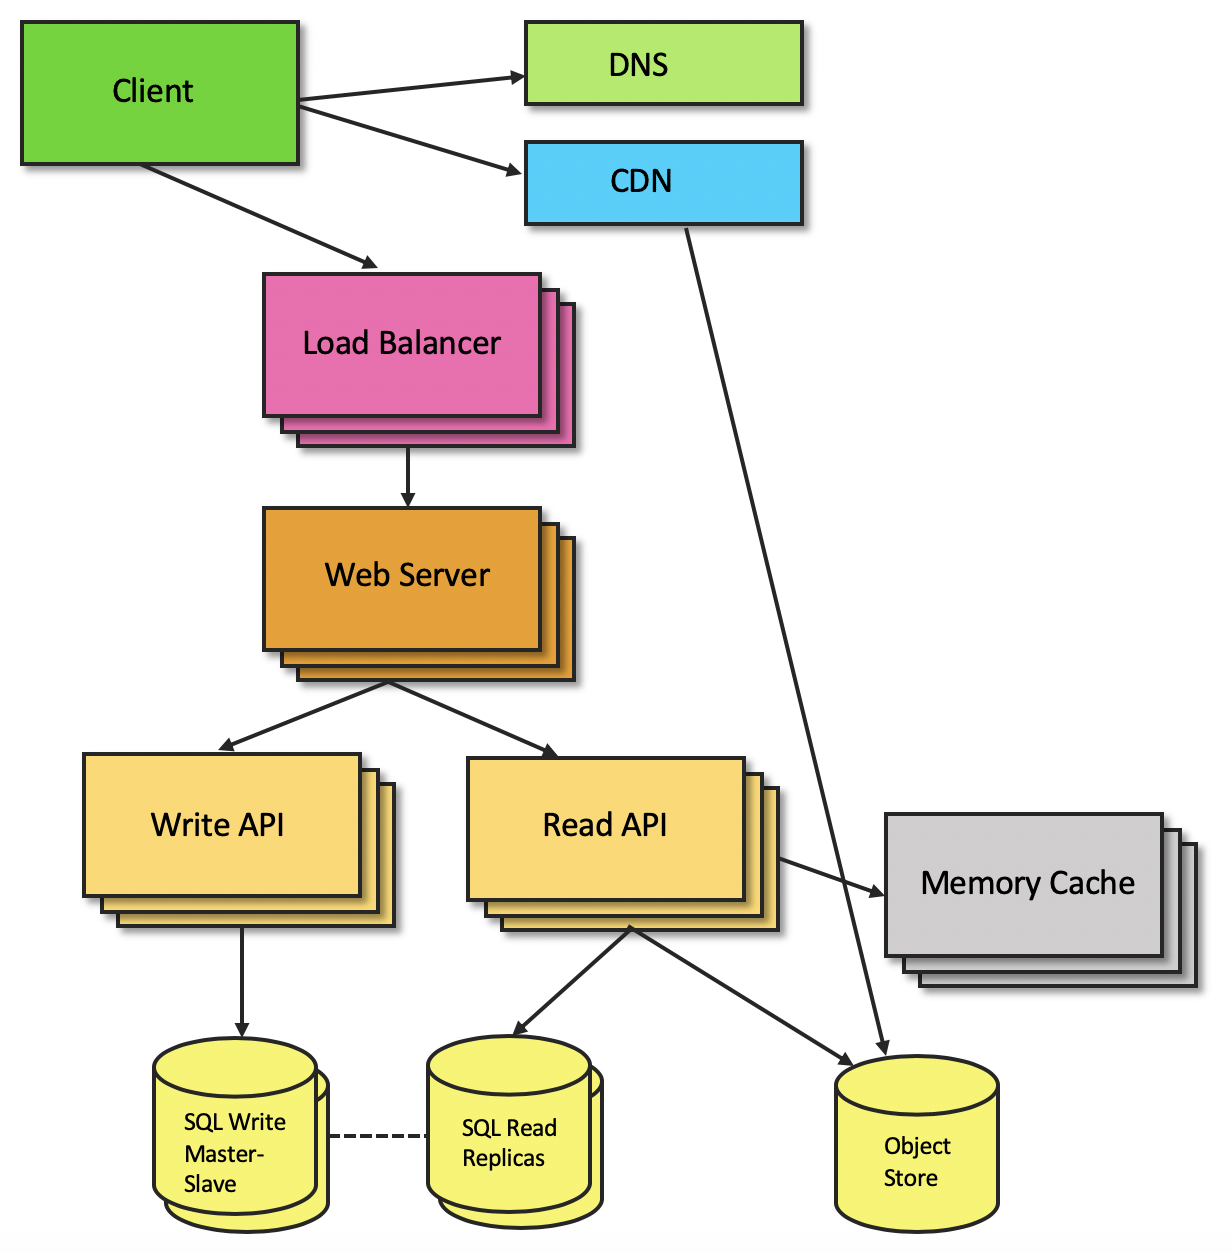 Client
DNS
CDN
Load Balancer
Web Server
Write API
Read API
Memory Cache
SQL Write
Master-
Slave
SQL Read
Replicas
Object
Store